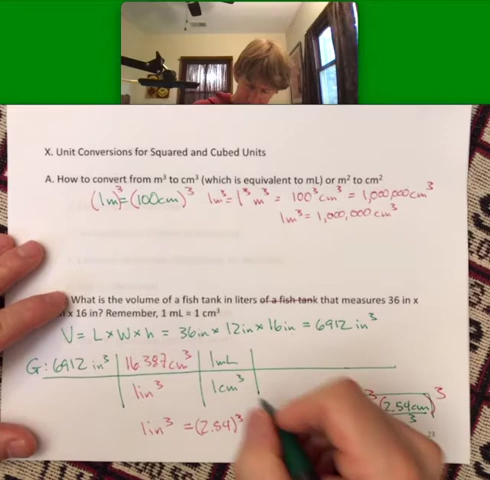 X. Unit Conversions for Squared and Cubed Units
A. How to convert from m³ to cm³ (which is equivalent to mL) or m² to cm²
(1m)³=(100cm)³ 1m³=1³m³ = 100³cm³ = 1,000,000cm³
1m³=1,000,000cm³
What is the volume of a fish tank in liters of a fish tank that measures 36 in x
x 16 in? Remember, 1 mL = 1 cm³
V = L × W × h = 36in × 12in × 16in = 6912 in³
G: 6912 in³ | 16387cm³ | 1mL |
1in³ | 1cm³ |
1in³ = (2.54)³
(2.54cm)³